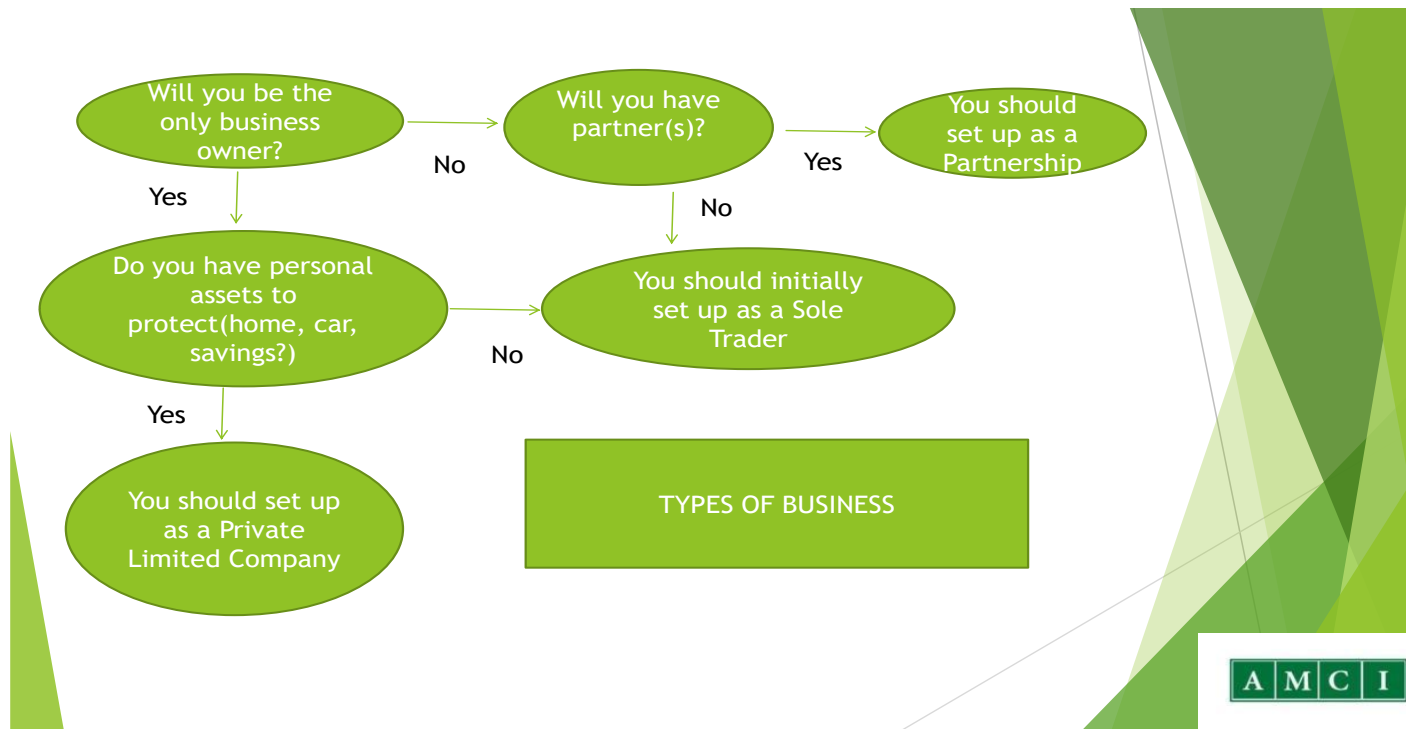 Will you be the
only business
owner?
No
Will you have
partner(s)?
Yes
You should
set up as a
Partnership
Yes
No
Do you have personal
assets to
protect(home, car,
savings?)
No
You should initially
set up as a Sole
Trader
Yes
You should set up
as a Private
Limited Company
TYPES OF BUSINESS
AMCI